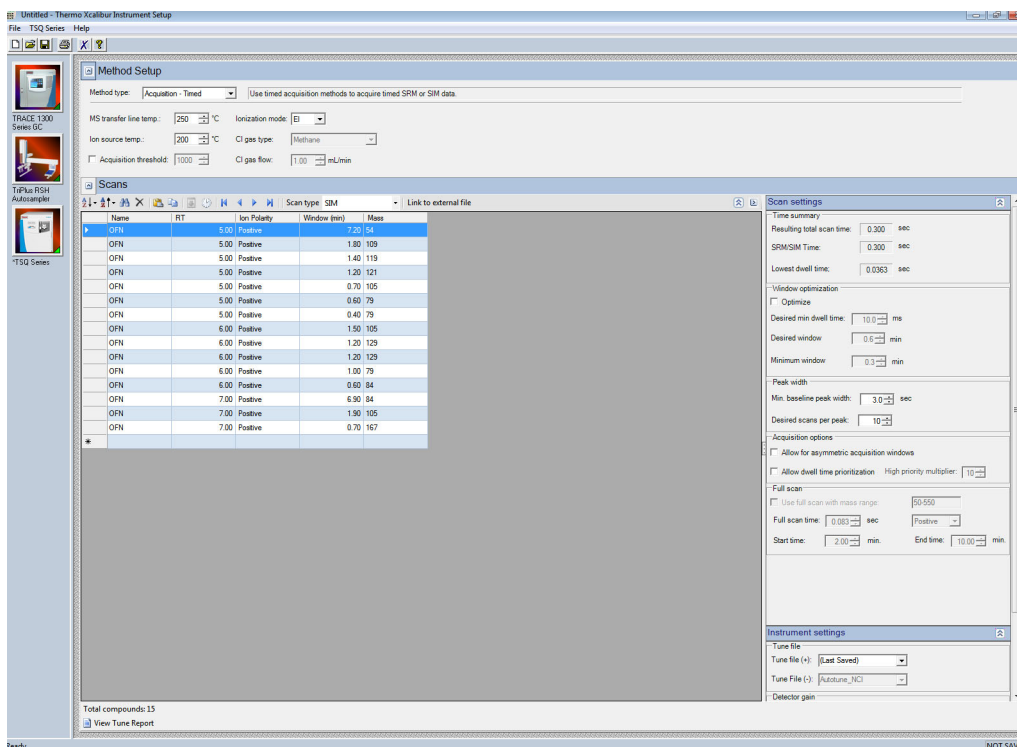 Untitled - Thermo Xcalibur Instrument Setup
File TSQ Series Help
TRACE 1300
Series GC
TriPlus RSH
Autosampler
*TSQ Series
Method Setup
Method type: Acquisition - Timed Use timed acquisition methods to acquire timed SRM or SIM data.
MS transfer line temp.: 250 °C Ionization mode: EI
Ion source temp.: 200 °C CI gas type: Methane
Acquisition threshold: 1000 CI gas flow: 1.00 mL/min
Scans
Scan type SIM Link to external file
Name RT Ion Polarity Window (min) Mass
OFN 5.00 Positive 7.20 54
OFN 5.00 Positive 1.80 109
OFN 5.00 Positive 1.40 119
OFN 5.00 Positive 1.20 121
OFN 5.00 Positive 0.70 105
OFN 5.00 Positive 0.60 79
OFN 5.00 Positive 0.40 79
OFN 6.00 Positive 1.50 105
OFN 6.00 Positive 1.20 129
OFN 6.00 Positive 1.20 129
OFN 6.00 Positive 1.00 79
OFN 6.00 Positive 0.60 84
OFN 7.00 Positive 6.90 84
OFN 7.00 Positive 1.90 105
OFN 7.00 Positive 0.70 167
Scan settings
Time summary
Resulting total scan time: 0.300 sec
SRM/SIM Time: 0.300 sec
Lowest dwell time: 0.0363 sec
Window optimization
Optimize
Desired min dwell time: 10.0 ms
Desired window 0.6 min
Minimum window 0.3 min
Peak width
Min. baseline peak width: 3.0 sec
Desired scans per peak: 10
Acquisition options
Allow for asymmetric acquisition windows
Allow dwell time prioritization High priority multiplier: 10
Full scan
Use full scan with mass range: 50-550
Full scan time: 0.083 sec Positive
Start time: 2.00 min. End time: 10.00 min.
Instrument settings
Tune file
Tune file (+): (Last Saved)
Tune File (-): Autotune_NCI
Detector gain
Total compounds: 15
View Tune Report
Ready NOT SAV